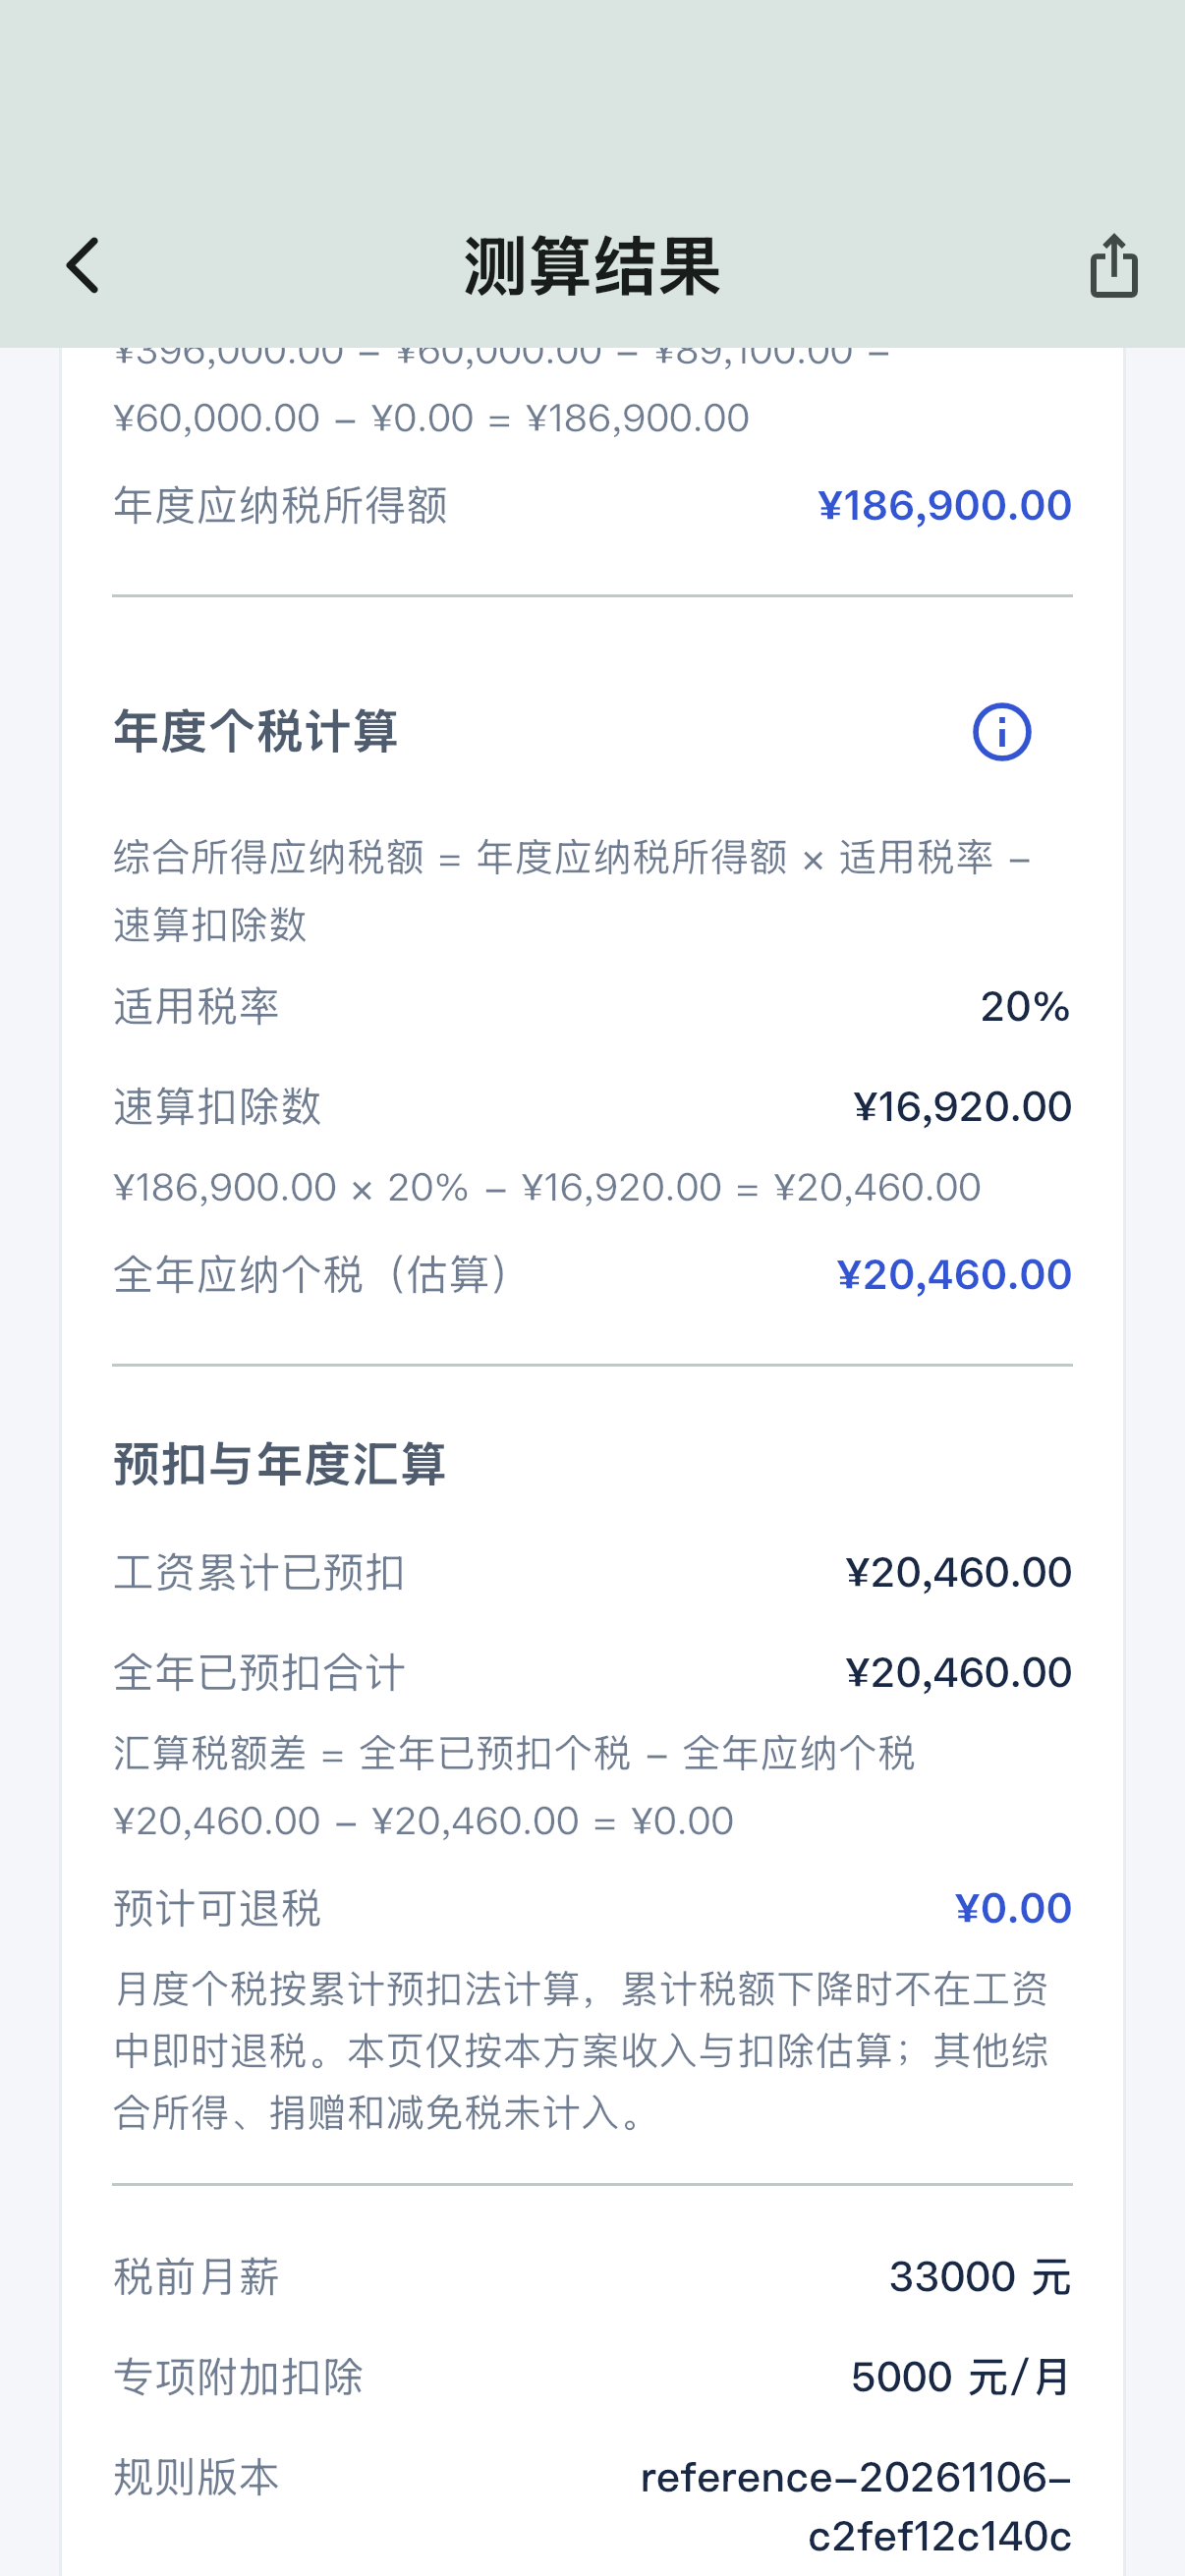 测算结果
¥396,000.00 – ¥60,000.00 – ¥89,100.00 –
¥60,000.00 – ¥0.00 = ¥186,900.00
年度应纳税所得额 ¥186,900.00
年度个税计算
综合所得应纳税额 = 年度应纳税所得额 × 适用税率 –
速算扣除数
适用税率 20%
速算扣除数 ¥16,920.00
¥186,900.00 × 20% – ¥16,920.00 = ¥20,460.00
全年应纳个税（估算） ¥20,460.00
预扣与年度汇算
工资累计已预扣 ¥20,460.00
全年已预扣合计 ¥20,460.00
汇算税额差 = 全年已预扣个税 – 全年应纳个税
¥20,460.00 – ¥20,460.00 = ¥0.00
预计可退税 ¥0.00
月度个税按累计预扣法计算，累计税额下降时不在工资
中即时退税。本页仅按本方案收入与扣除估算；其他综
合所得、捐赠和减免税未计入。
税前月薪 33000 元
专项附加扣除 5000 元/月
规则版本 reference–20261106–
c2fef12c140c